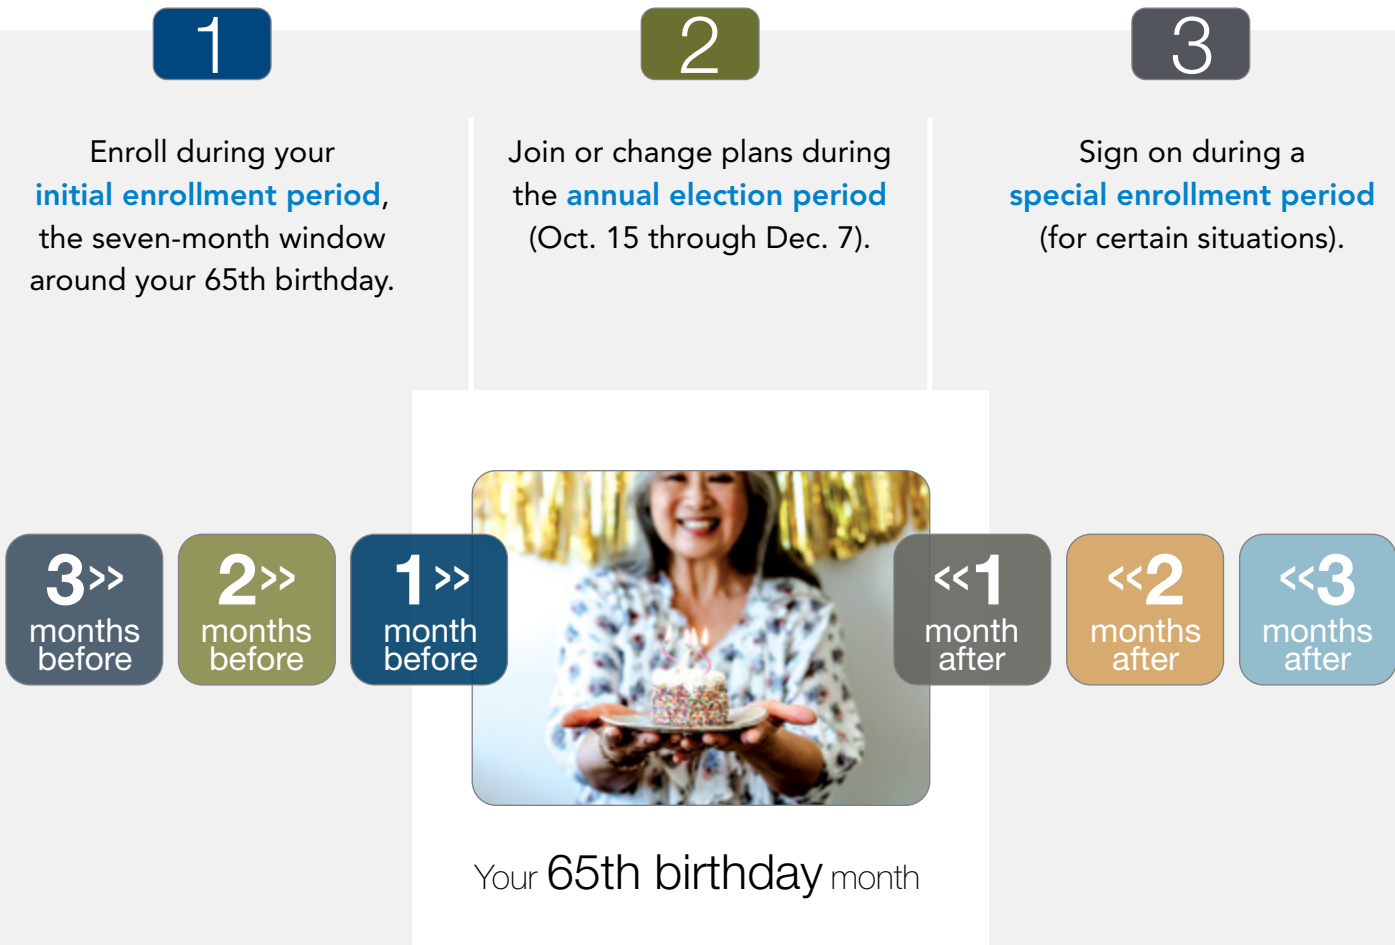 1
Enroll during your
initial enrollment period,
the seven-month window
around your 65th birthday.
2
Join or change plans during
the annual election period
(Oct. 15 through Dec. 7).
3
Sign on during a
special enrollment period
(for certain situations).
3››
months
before
2››
months
before
1››
month
before
‹‹1
month
after
‹‹2
months
after
‹‹3
months
after
Your 65th birthday month